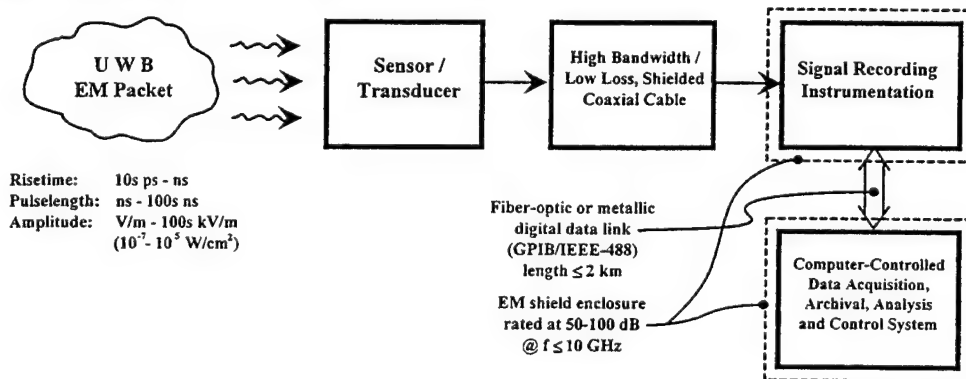 U W B
EM Packet
Sensor /
Transducer
High Bandwidth /
Low Loss, Shielded
Coaxial Cable
Signal Recording
Instrumentation
Risetime: 10s ps - ns
Pulselength: ns - 100s ns
Amplitude: V/m - 100s kV/m
(10⁻⁷- 10⁵ W/cm²)
Fiber-optic or metallic
digital data link
(GPIB/IEEE-488)
length ≤ 2 km
EM shield enclosure
rated at 50-100 dB
@ f ≤ 10 GHz
Computer-Controlled
Data Acquisition,
Archival, Analysis
and Control System